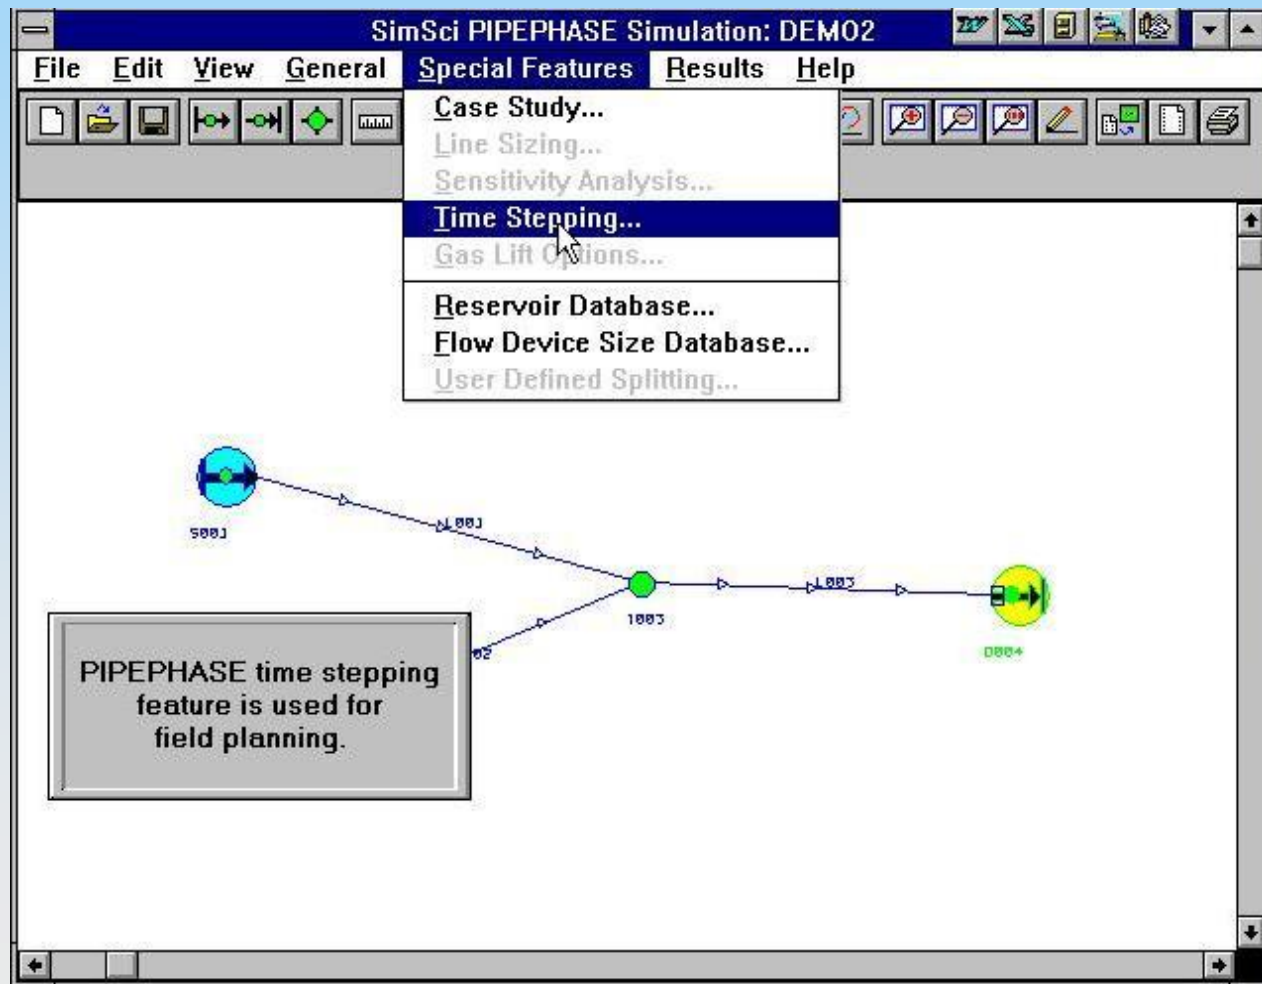 SimSci PIPEPHASE Simulation: DEMO2
File Edit View General Special Features Results Help
Case Study...
Line Sizing...
Sensitivity Analysis...
Time Stepping...
Gas Lift Options...
Reservoir Database...
Flow Device Size Database...
User Defined Splitting...
S001
L001
L003
J003
02
D004
PIPEPHASE time stepping
feature is used for
field planning.